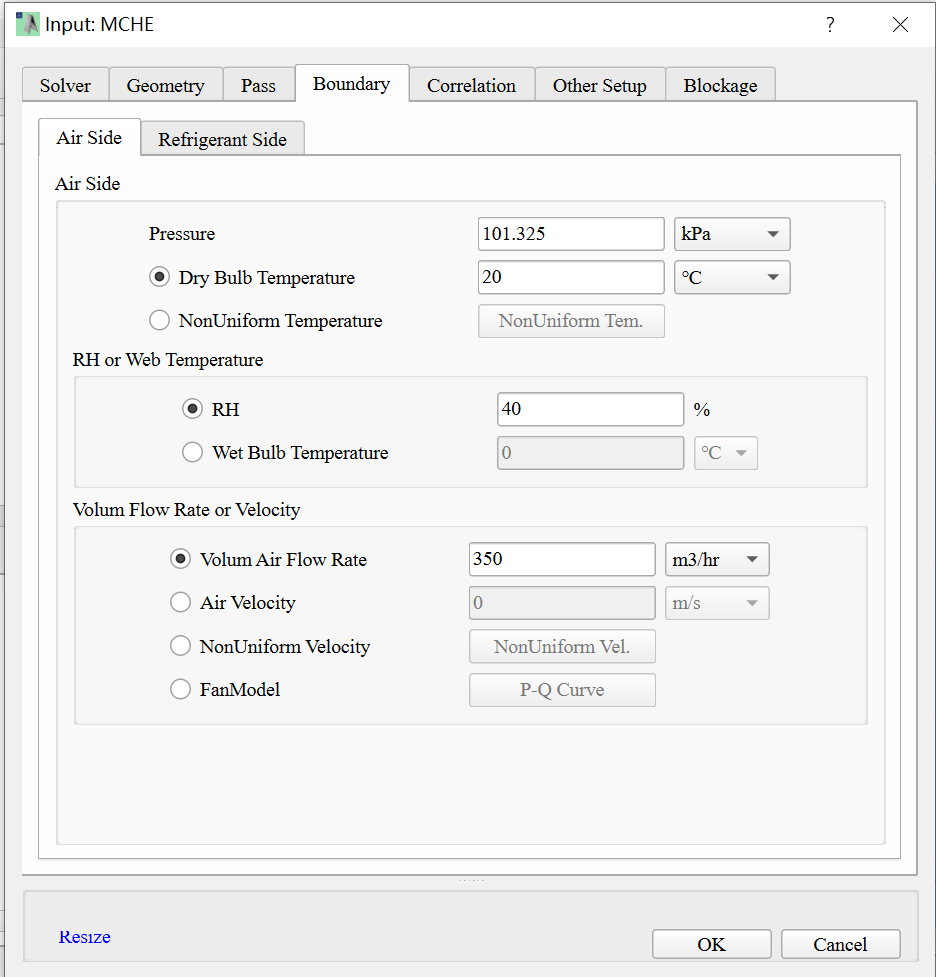 Input: MCHE ?
Solver Geometry Pass Boundary Correlation Other Setup Blockage
Air Side Refrigerant Side
Air Side
Pressure 101.325 kPa
Dry Bulb Temperature 20 °C
NonUniform Temperature NonUniform Tem.
RH or Web Temperature
RH 40 %
Wet Bulb Temperature 0 °C
Volum Flow Rate or Velocity
Volum Air Flow Rate 350 m3/hr
Air Velocity 0 m/s
NonUniform Velocity NonUniform Vel.
FanModel P-Q Curve
Resize
OK Cancel